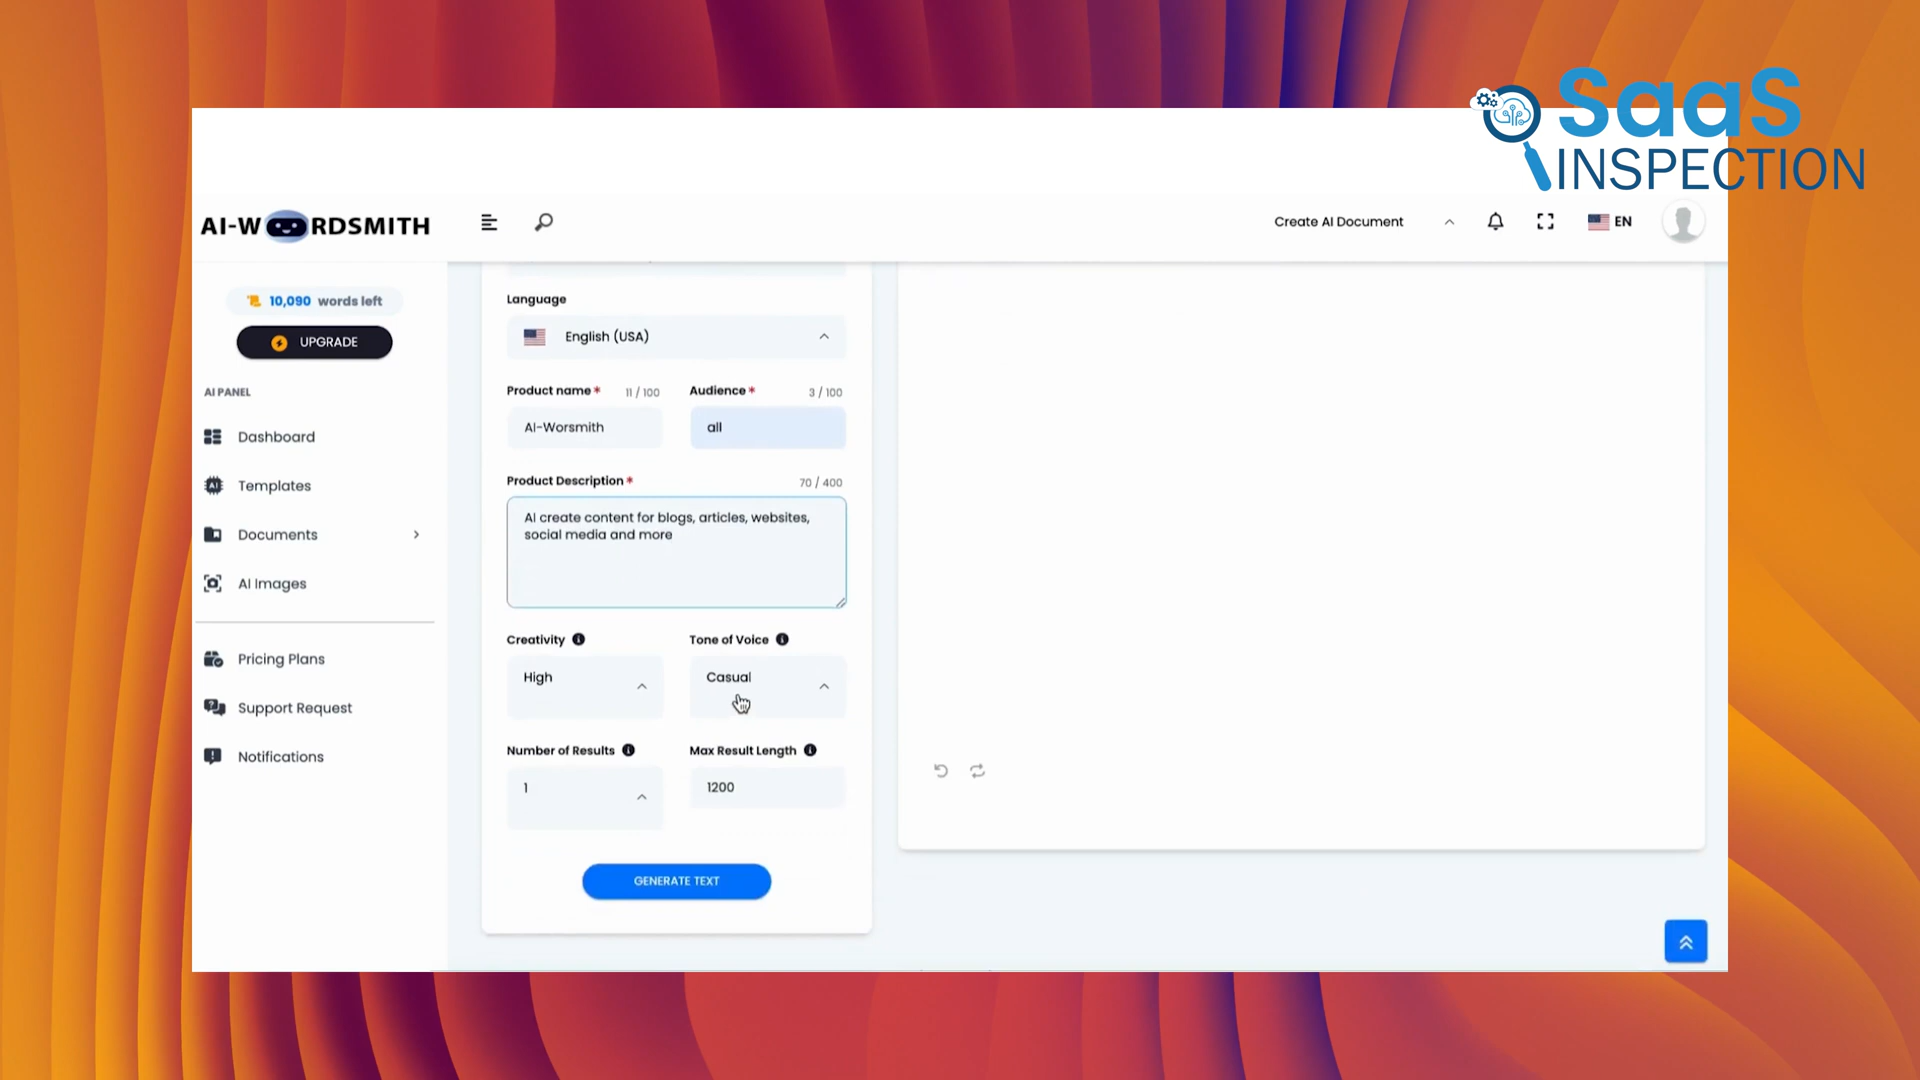 SaaS
INSPECTION
AI-WORDSMITH
Create AI Document
EN
10,090 words left
UPGRADE
AI PANEL
Dashboard
Templates
Documents
AI Images
Pricing Plans
Support Request
Notifications
Language
English (USA)
Product name * 11 / 100
Audience * 3 / 100
AI-Worsmith
all
Product Description * 70 / 400
AI create content for blogs, articles, websites,
social media and more
Creativity
Tone of Voice
High
Casual
Number of Results
Max Result Length
1
1200
GENERATE TEXT